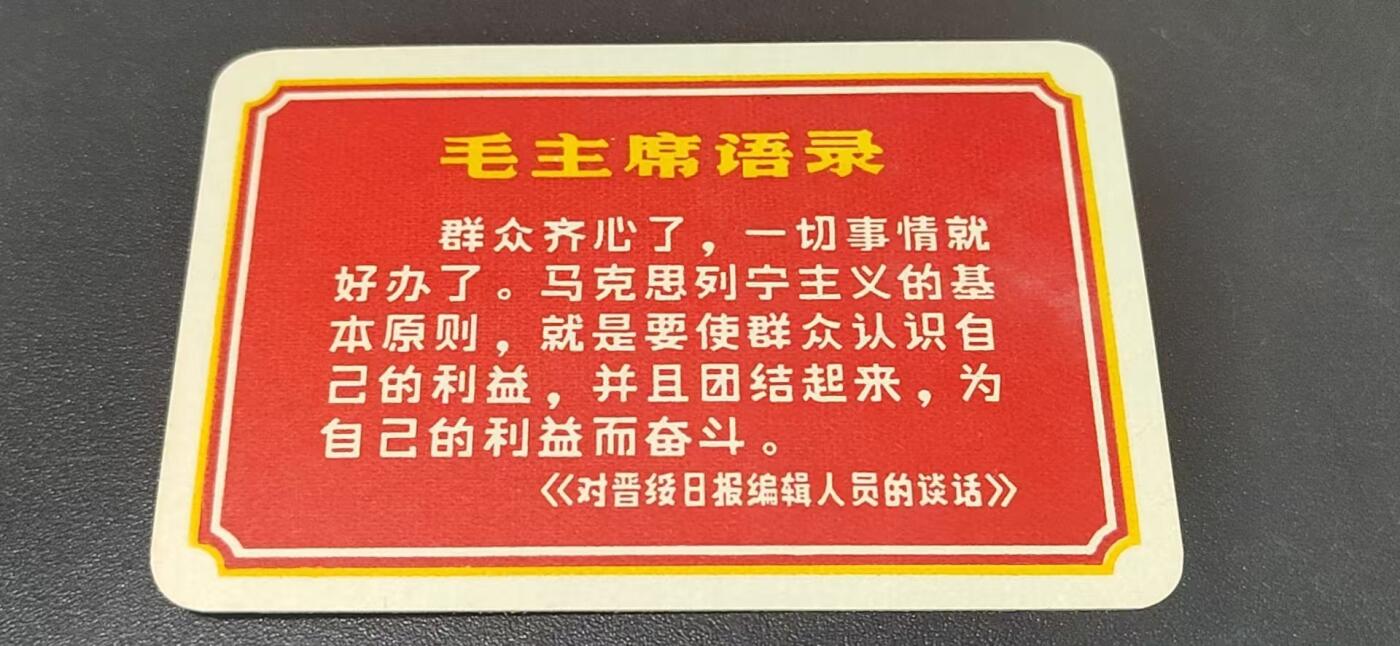 毛主席语录
群众齐心了，一切事情就
好办了。马克思列宁主义的基
本原则，就是要使群众认识自
己的利益，并且团结起来，为
自己的利益而奋斗。
《对晋绥日报编辑人员的谈话》